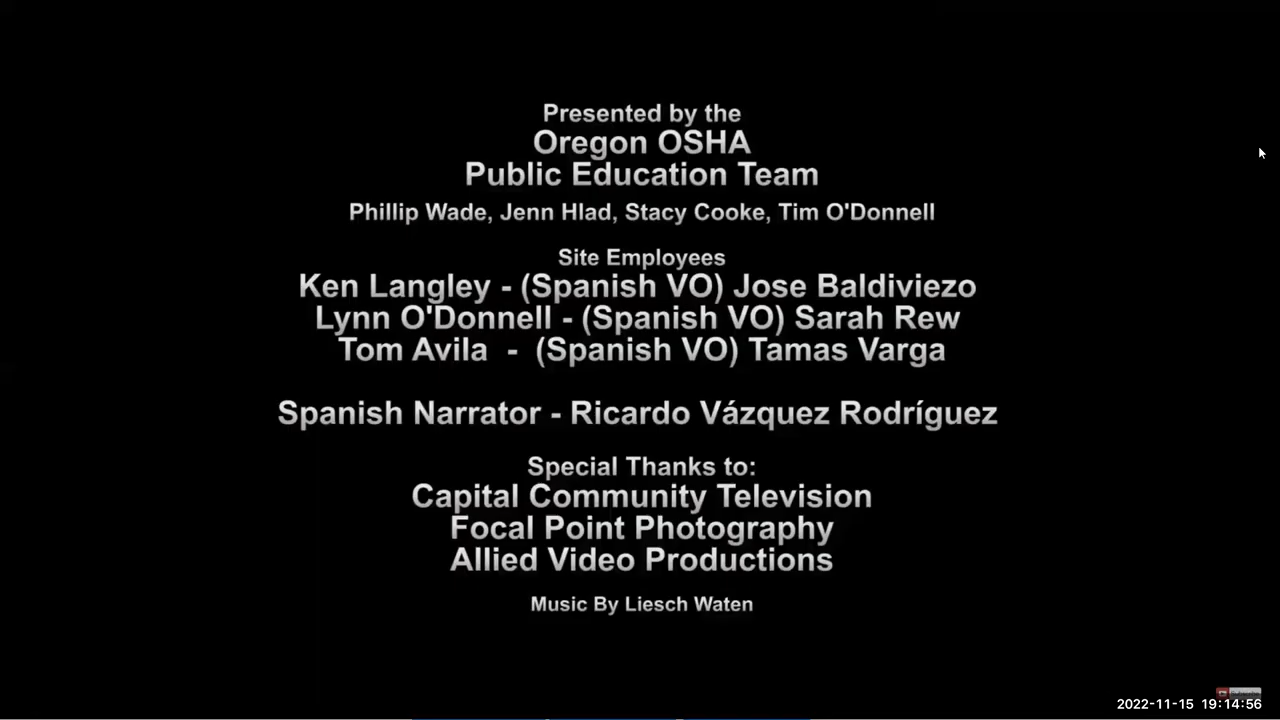 Presented by the
Oregon OSHA
Public Education Team
Phillip Wade, Jenn Hlad, Stacy Cooke, Tim O'Donnell
Site Employees
Ken Langley - (Spanish VO) Jose Baldiviezo
Lynn O'Donnell - (Spanish VO) Sarah Rew
Tom Avila - (Spanish VO) Tamas Varga
Spanish Narrator - Ricardo Vázquez Rodríguez
Special Thanks to:
Capital Community Television
Focal Point Photography
Allied Video Productions
Music By Liesch Waten
2022-11-15 19:14:56